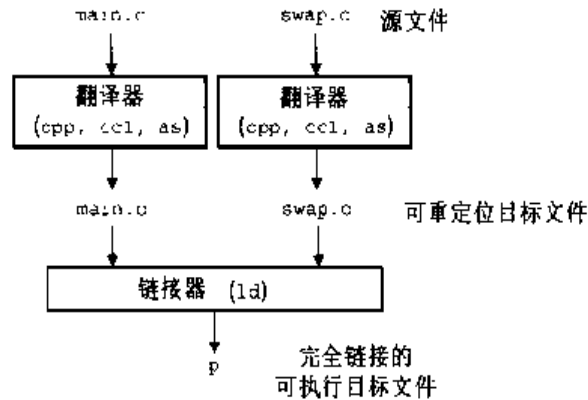 main.c swap.c 源文件
翻译器 翻译器
(cpp, cc1, as) (cpp, cc1, as)
main.o swap.o 可重定位目标文件
链接器 (ld)
p 完全链接的
可执行目标文件